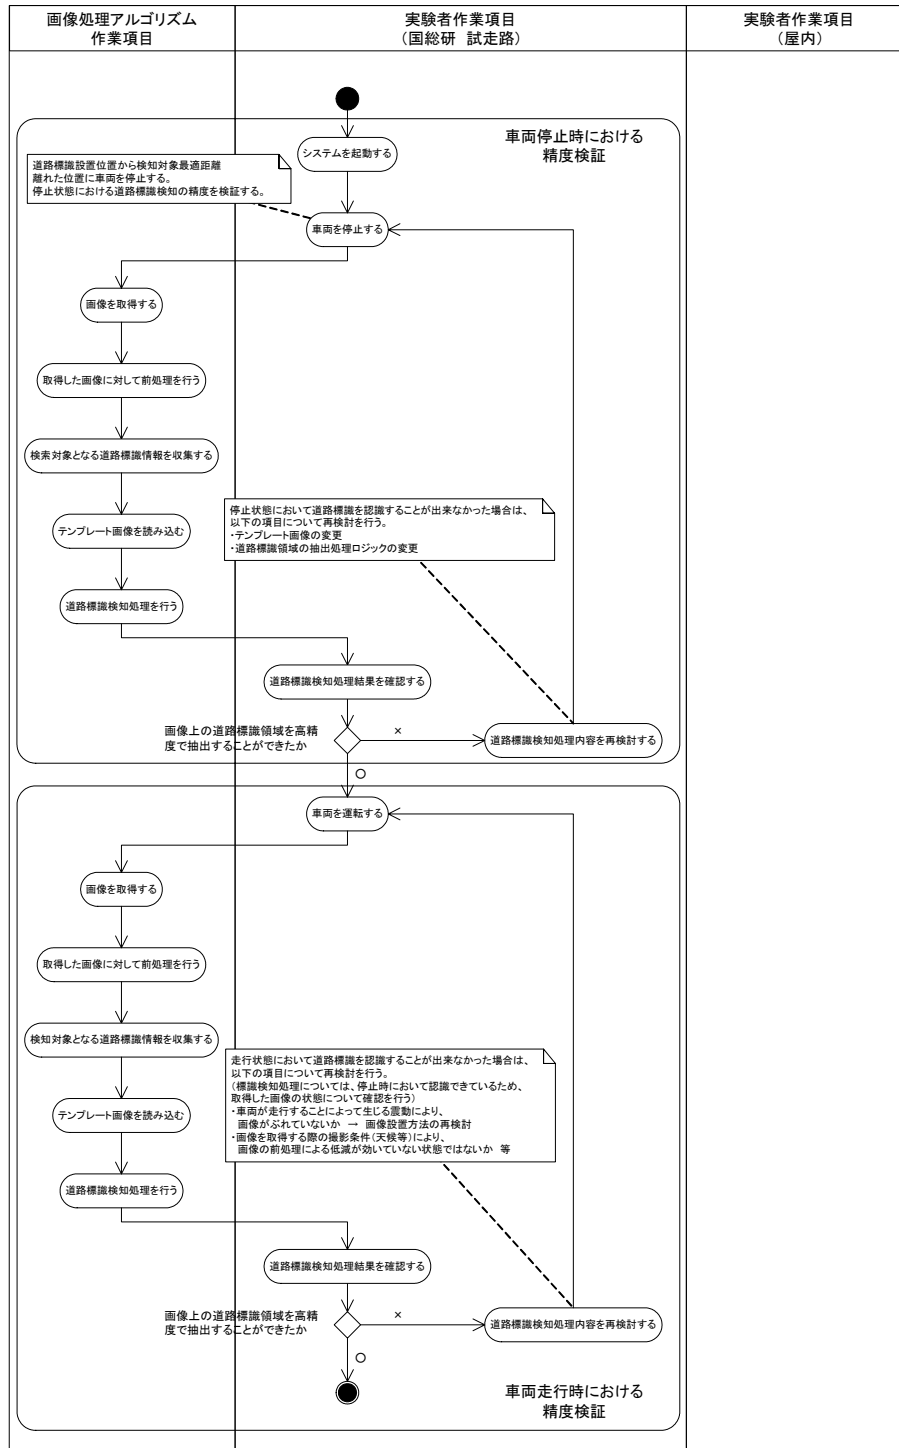 画像処理アルゴリズム
作業項目
実験者作業項目
（国総研　試走路）
実験者作業項目
（屋内）
車両停止時における
精度検証
システムを起動する
道路標識設置位置から検知対象最適距離
離れた位置に車両を停止する。
停止状態における道路標識検知の精度を検証する。
車両を停止する
画像を取得する
取得した画像に対して前処理を行う
検索対象となる道路標識情報を収集する
停止状態において道路標識を認識することが出来なかった場合は、
以下の項目について再検討を行う。
・テンプレート画像の変更
・道路標識領域の抽出処理ロジックの変更
テンプレート画像を読み込む
道路標識検知処理を行う
道路標識検知処理結果を確認する
画像上の道路標識領域を高精
度で抽出することができたか
×
道路標識検知処理内容を再検討する
○
車両を運転する
画像を取得する
取得した画像に対して前処理を行う
検知対象となる道路標識情報を収集する
走行状態において道路標識を認識することが出来なかった場合は、
以下の項目について再検討を行う。
（標識検知処理については、停止時において認識できているため、
取得した画像の状態について確認を行う）
・車両が走行することによって生じる震動により、
画像がぶれていないか　→　画像設置方法の再検討
・画像を取得する際の撮影条件（天候等）により、
画像の前処理による低減が効いていない状態ではないか　等
テンプレート画像を読み込む
道路標識検知処理を行う
道路標識検知処理結果を確認する
画像上の道路標識領域を高精
度で抽出することができたか
×
道路標識検知処理内容を再検討する
○
車両走行時における
精度検証